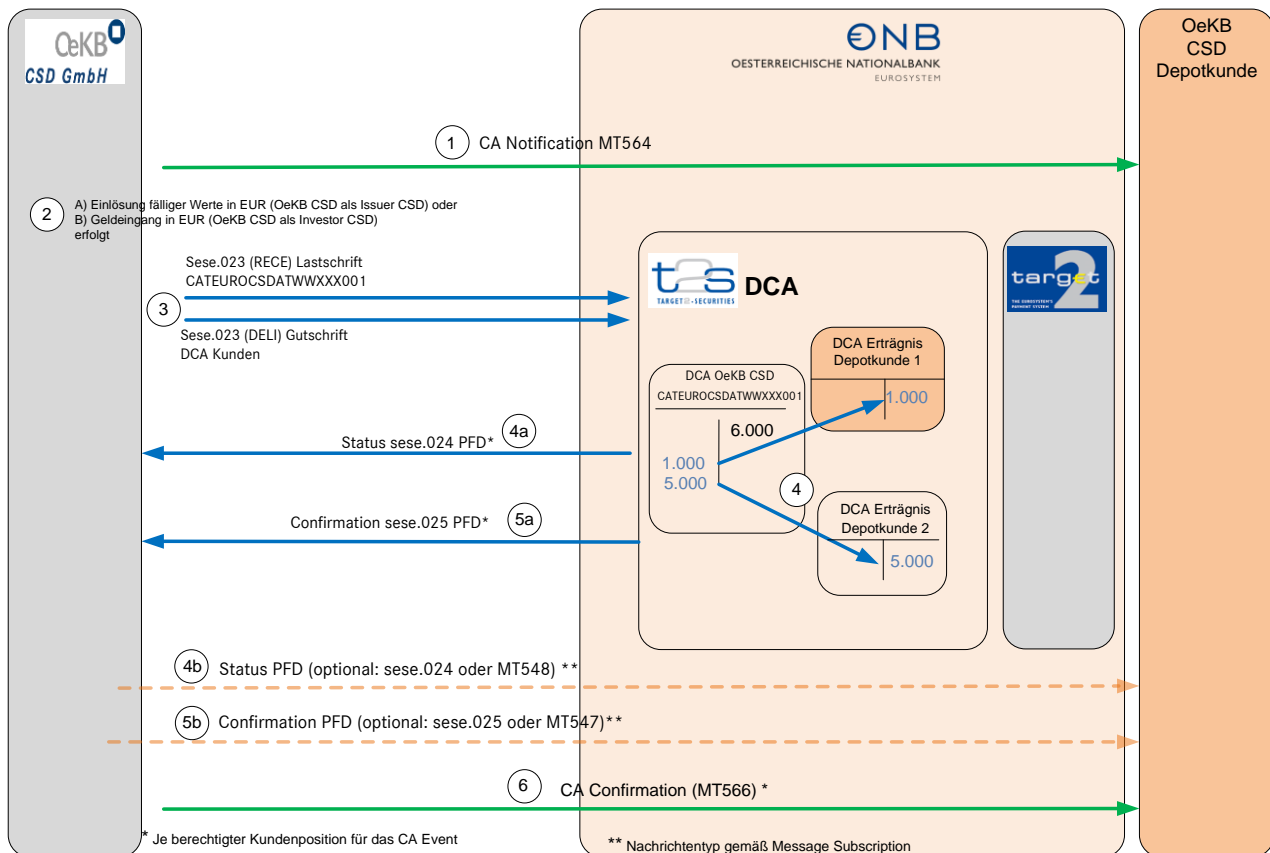 OeKB
CSD GmbH
ONB
OESTERREICHISCHE NATIONALBANK
EUROSYSTEM
OeKB
CSD
Depotkunde
1
CA Notification MT564
2
A) Einlösung fälliger Werte in EUR (OeKB CSD als Issuer CSD) oder
B) Geldeingang in EUR (OeKB CSD als Investor CSD)
erfolgt
Sese.023 (RECE) Lastschrift
CATEUROCSDATWWXXX001
3
Sese.023 (DELI) Gutschrift
DCA Kunden
t2s
TARGET2-SECURITIES
DCA
target
2
THE EUROSYSTEM'S
PAYMENT SYSTEM
DCA Erträgnis
Depotkunde 1
1.000
DCA OeKB CSD
CATEUROCSDATWWXXX001
6.000
1.000
5.000
4
DCA Erträgnis
Depotkunde 2
5.000
Status sese.024 PFD*
4a
Confirmation sese.025 PFD*
5a
4b
Status PFD (optional: sese.024 oder MT548) **
5b
Confirmation PFD (optional: sese.025 oder MT547)**
6
CA Confirmation (MT566) *
* Je berechtigter Kundenposition für das CA Event
** Nachrichtentyp gemäß Message Subscription